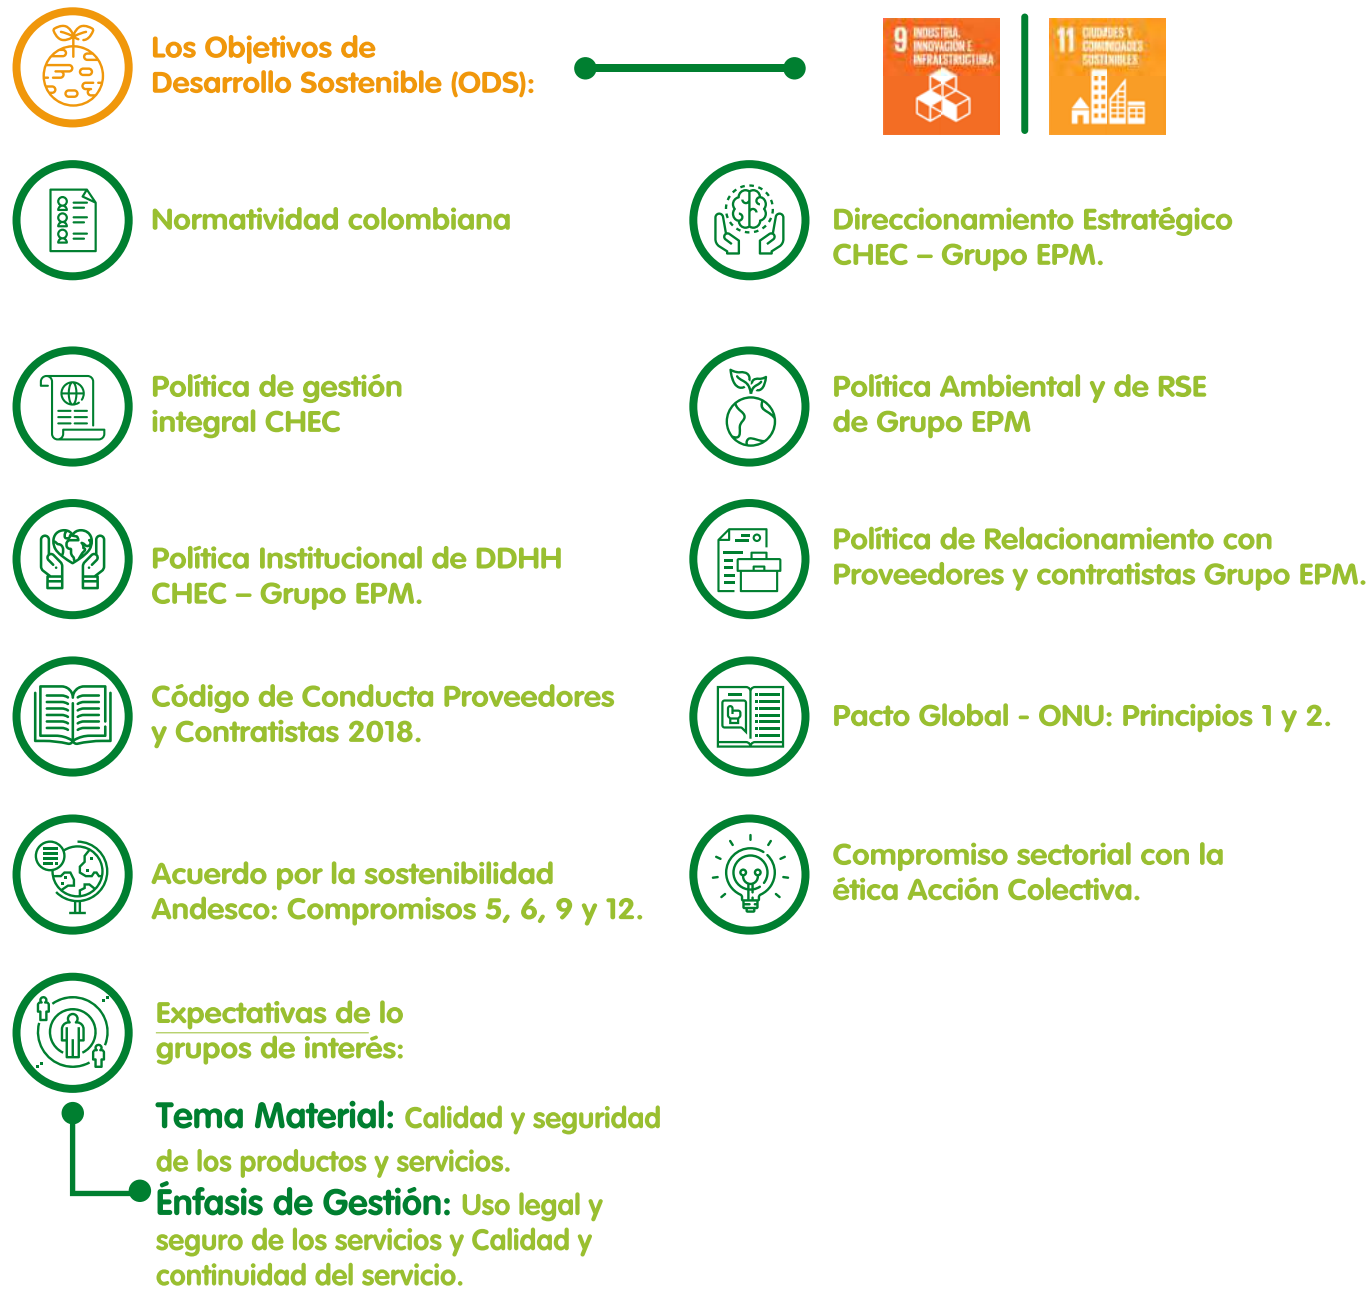 Los Objetivos de
Desarrollo Sostenible (ODS):
9 INDUSTRIA,
INNOVACIÓN E
INFRAESTRUCTURA
11 CIUDADES Y
COMUNIDADES
SOSTENIBLES
Normatividad colombiana
Direccionamiento Estratégico
CHEC – Grupo EPM.
Política de gestión
integral CHEC
Política Ambiental y de RSE
de Grupo EPM
Política Institucional de DDHH
CHEC – Grupo EPM.
Política de Relacionamiento con
Proveedores y contratistas Grupo EPM.
Código de Conducta Proveedores
y Contratistas 2018.
Pacto Global - ONU: Principios 1 y 2.
Acuerdo por la sostenibilidad
Andesco: Compromisos 5, 6, 9 y 12.
Compromiso sectorial con la
ética Acción Colectiva.
Expectativas de lo
grupos de interés:
Tema Material: Calidad y seguridad
de los productos y servicios.
Énfasis de Gestión: Uso legal y
seguro de los servicios y Calidad y
continuidad del servicio.